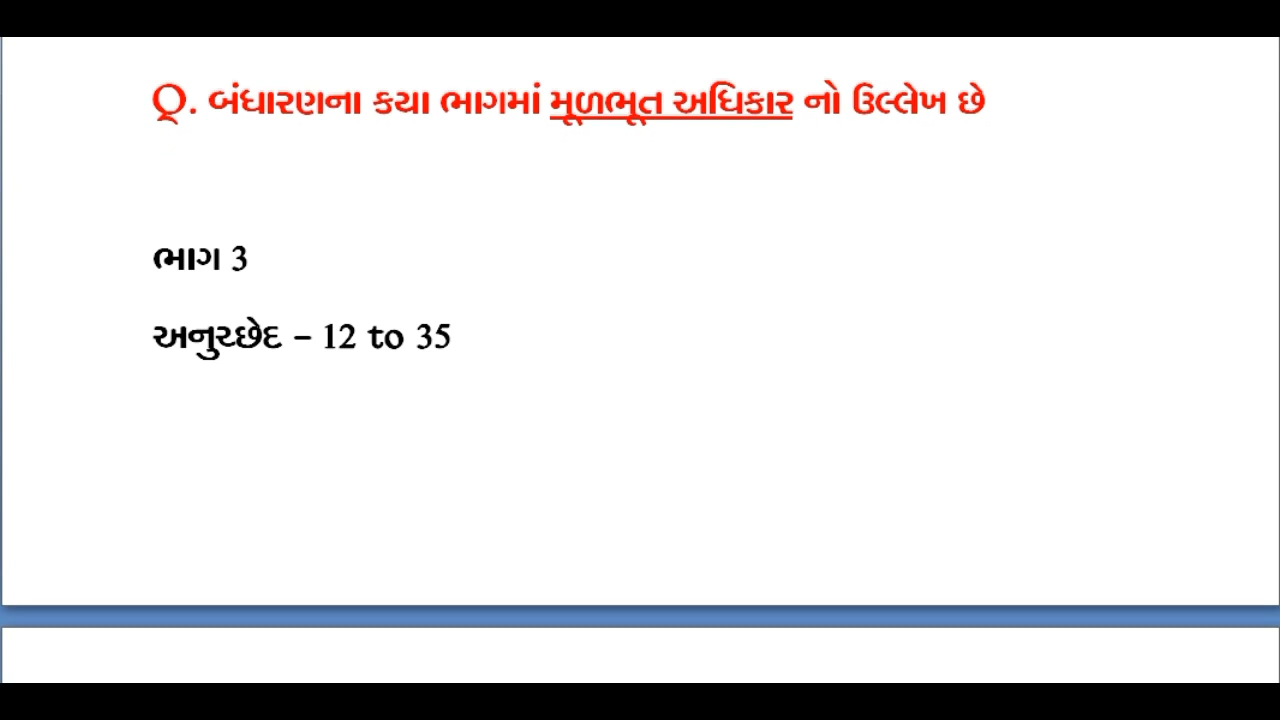 Q. બંધારણના કયા ભાગમાં મૂળભૂત અધિકાર નો ઉલ્લેખ છે
ભાગ 3
અનુચ્છેદ – 12 to 35